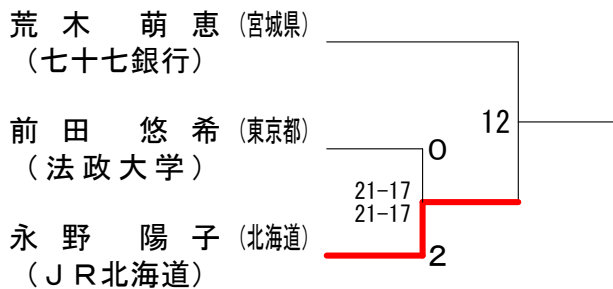 荒木 萌恵 (宮城県)
（七十七銀行）
12
前田 悠希 (東京都)
（法政大学）
0
21-17
21-17
永野 陽子 (北海道)
（ＪＲ北海道）
2